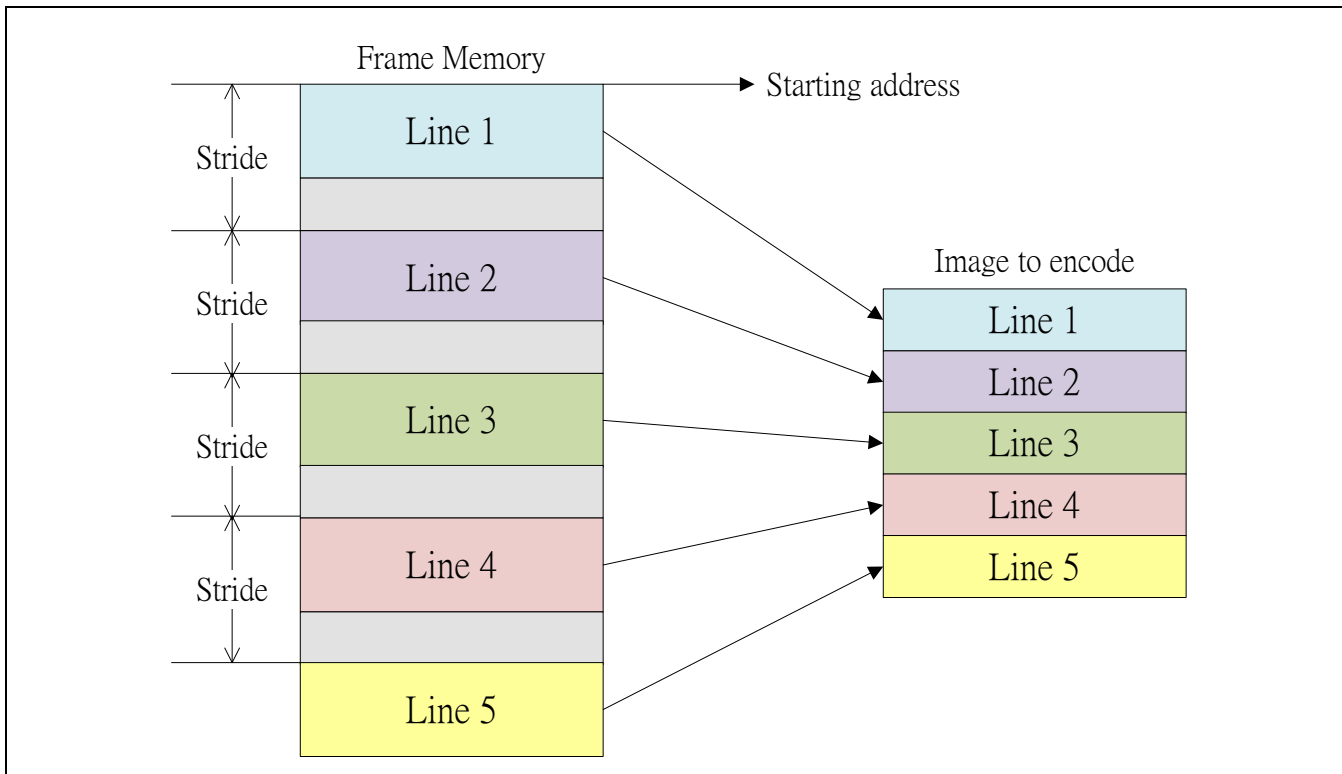 Frame Memory
Starting address
Line 1
Stride
Line 2
Stride
Line 3
Stride
Line 4
Stride
Line 5
Image to encode
Line 1
Line 2
Line 3
Line 4
Line 5